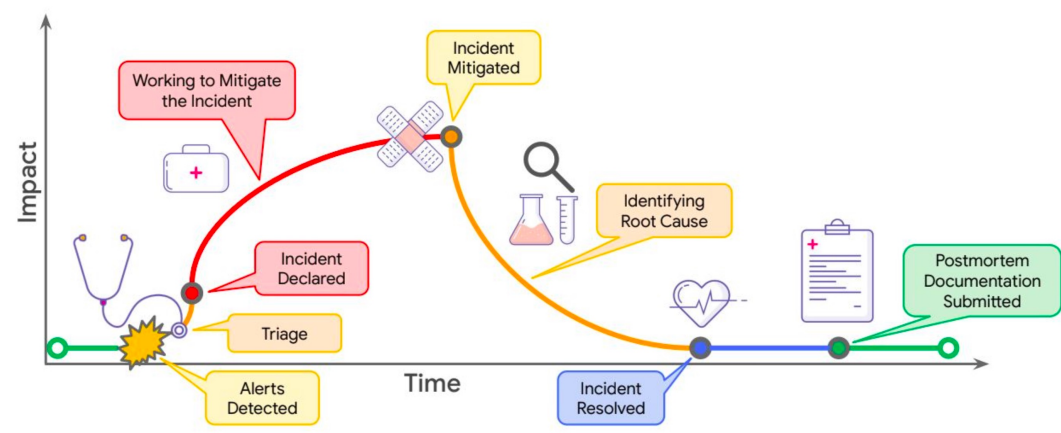 Impact
Working to Mitigate
the Incident
Incident
Mitigated
Identifying
Root Cause
Incident
Declared
Triage
Alerts
Detected
Time
Incident
Resolved
Postmortem
Documentation
Submitted